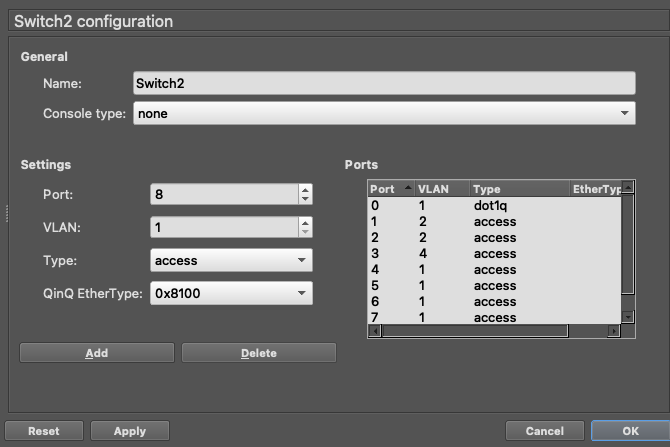 Switch2 configuration
General
Name: Switch2
Console type: none
Settings
Port: 8
VLAN: 1
Type: access
QinQ EtherType: 0x8100
Add Delete
Ports
Port VLAN Type EtherTyp
0 1 dot1q
1 2 access
2 2 access
3 4 access
4 1 access
5 1 access
6 1 access
7 1 access
Reset Apply Cancel OK